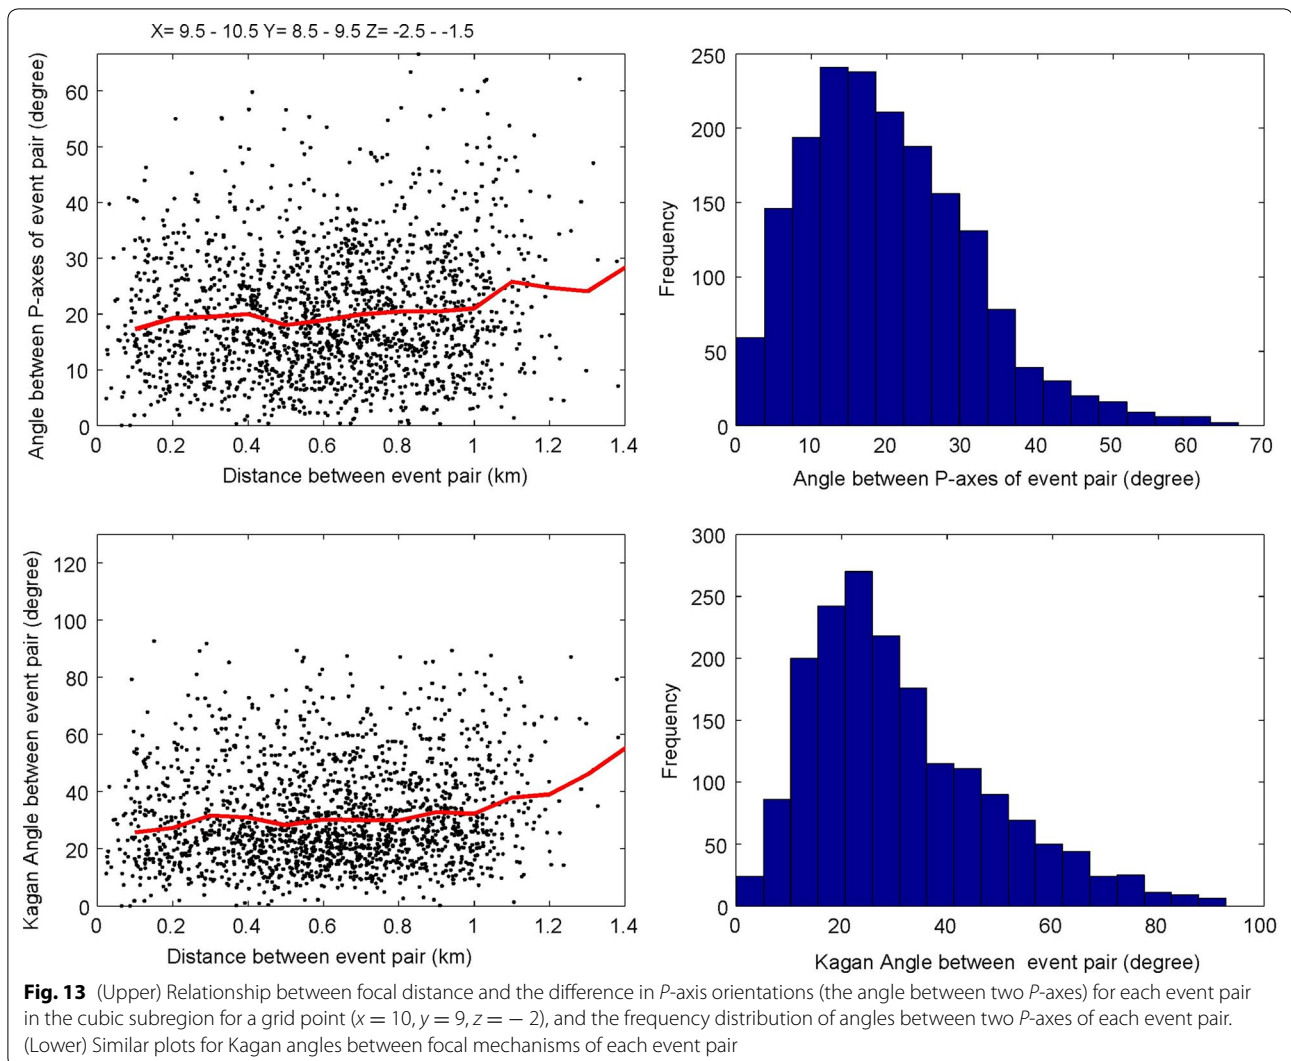 X= 9.5 - 10.5 Y= 8.5 - 9.5 Z= -2.5 - -1.5
Angle between P-axes of event pair (degree)
60
50
40
30
20
10
0
0 0.2 0.4 0.6 0.8 1 1.2 1.4
Distance between event pair (km)
Frequency
250
200
150
100
50
0
0 10 20 30 40 50 60 70
Angle between P-axes of event pair (degree)
Kagan Angle between event pair (degree)
120
100
80
60
40
20
0
0 0.2 0.4 0.6 0.8 1 1.2 1.4
Distance between event pair (km)
Frequency
300
250
200
150
100
50
0
0 20 40 60 80 100
Kagan Angle between event pair (degree)
Fig. 13 (Upper) Relationship between focal distance and the difference in P-axis orientations (the angle between two P-axes) for each event pair
in the cubic subregion for a grid point (x = 10, y = 9, z = − 2), and the frequency distribution of angles between two P-axes of each event pair.
(Lower) Similar plots for Kagan angles between focal mechanisms of each event pair